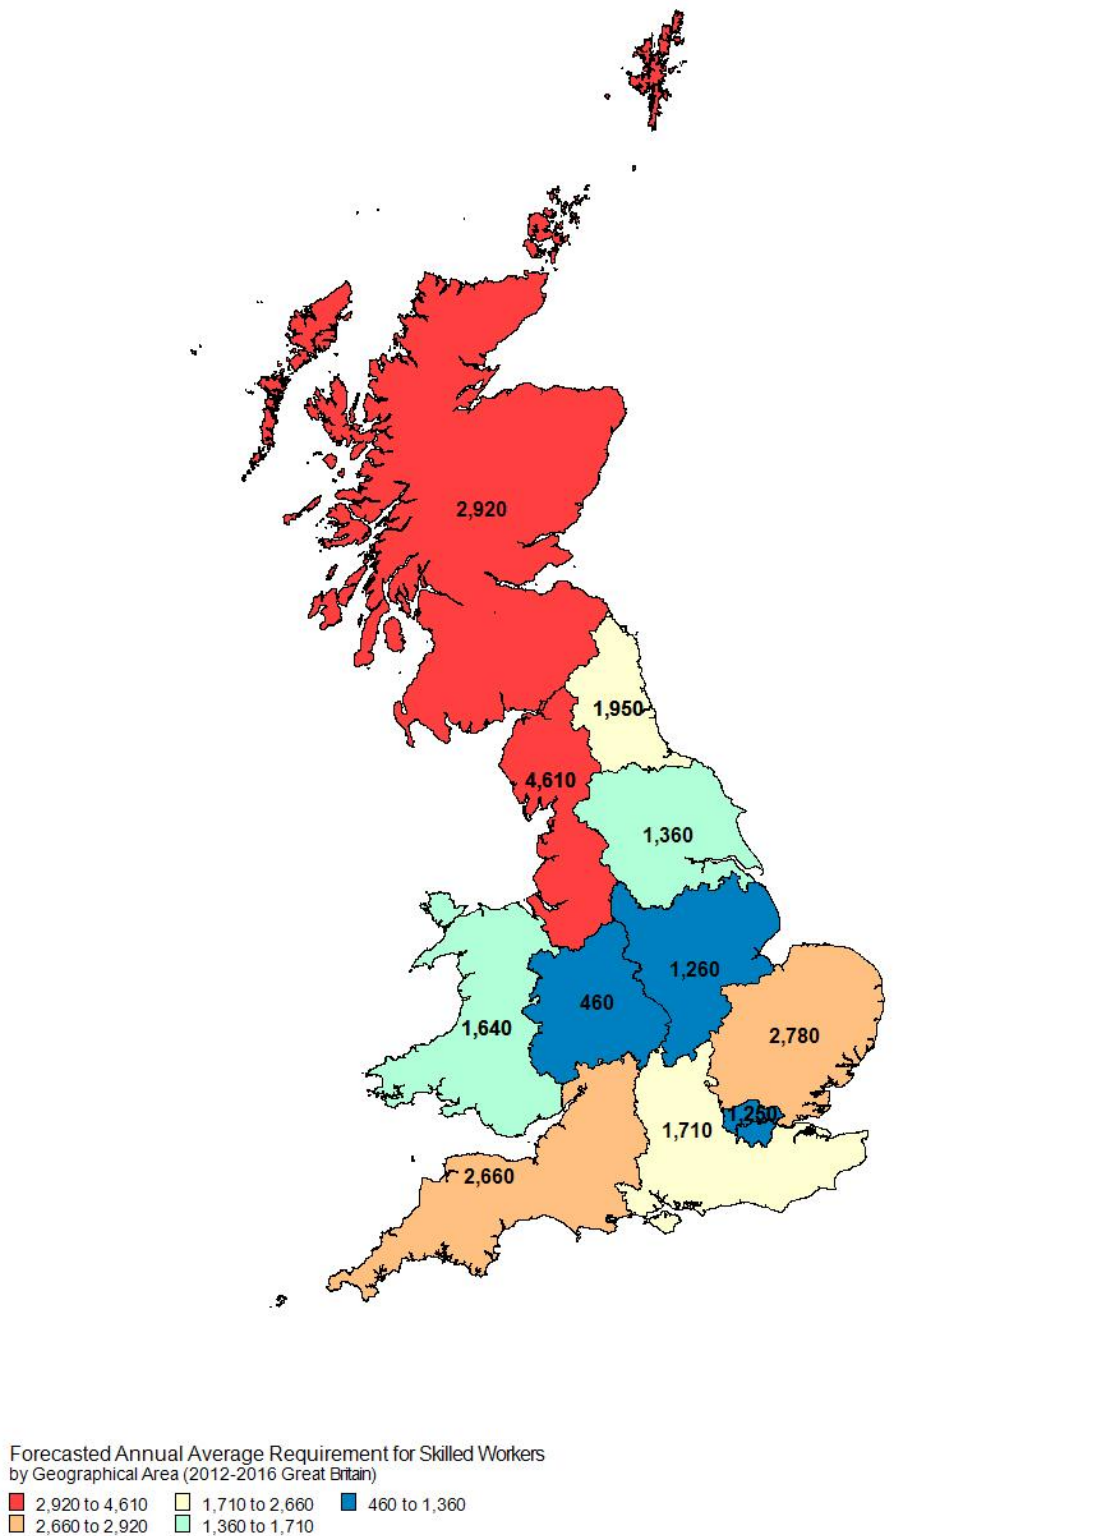 2,920
1,950
4,610
1,360
1,260
460
1,640
2,780
1,250
1,710
2,660
Forecasted Annual Average Requirement for Skilled Workers
by Geographical Area (2012-2016 Great Britain)
2,920 to 4,610 1,710 to 2,660 460 to 1,360
2,660 to 2,920 1,360 to 1,710